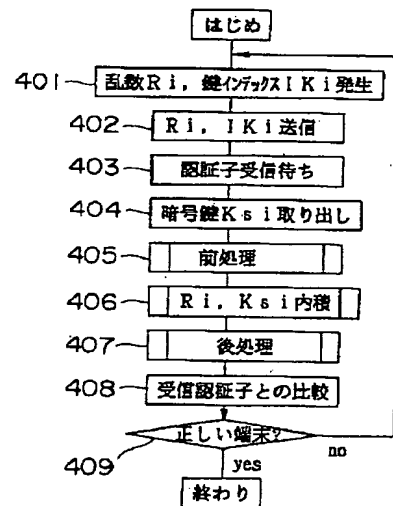 はじめ
401 乱数Ri,鍵インデックスIKi発生
402 Ri,IKi送信
403 認証子受信待ち
404 暗号鍵Ksi取り出し
405 前処理
406 Ri,Ksi内積
407 後処理
408 受信認証子との比較
409 正しい端末?
no
yes
終わり